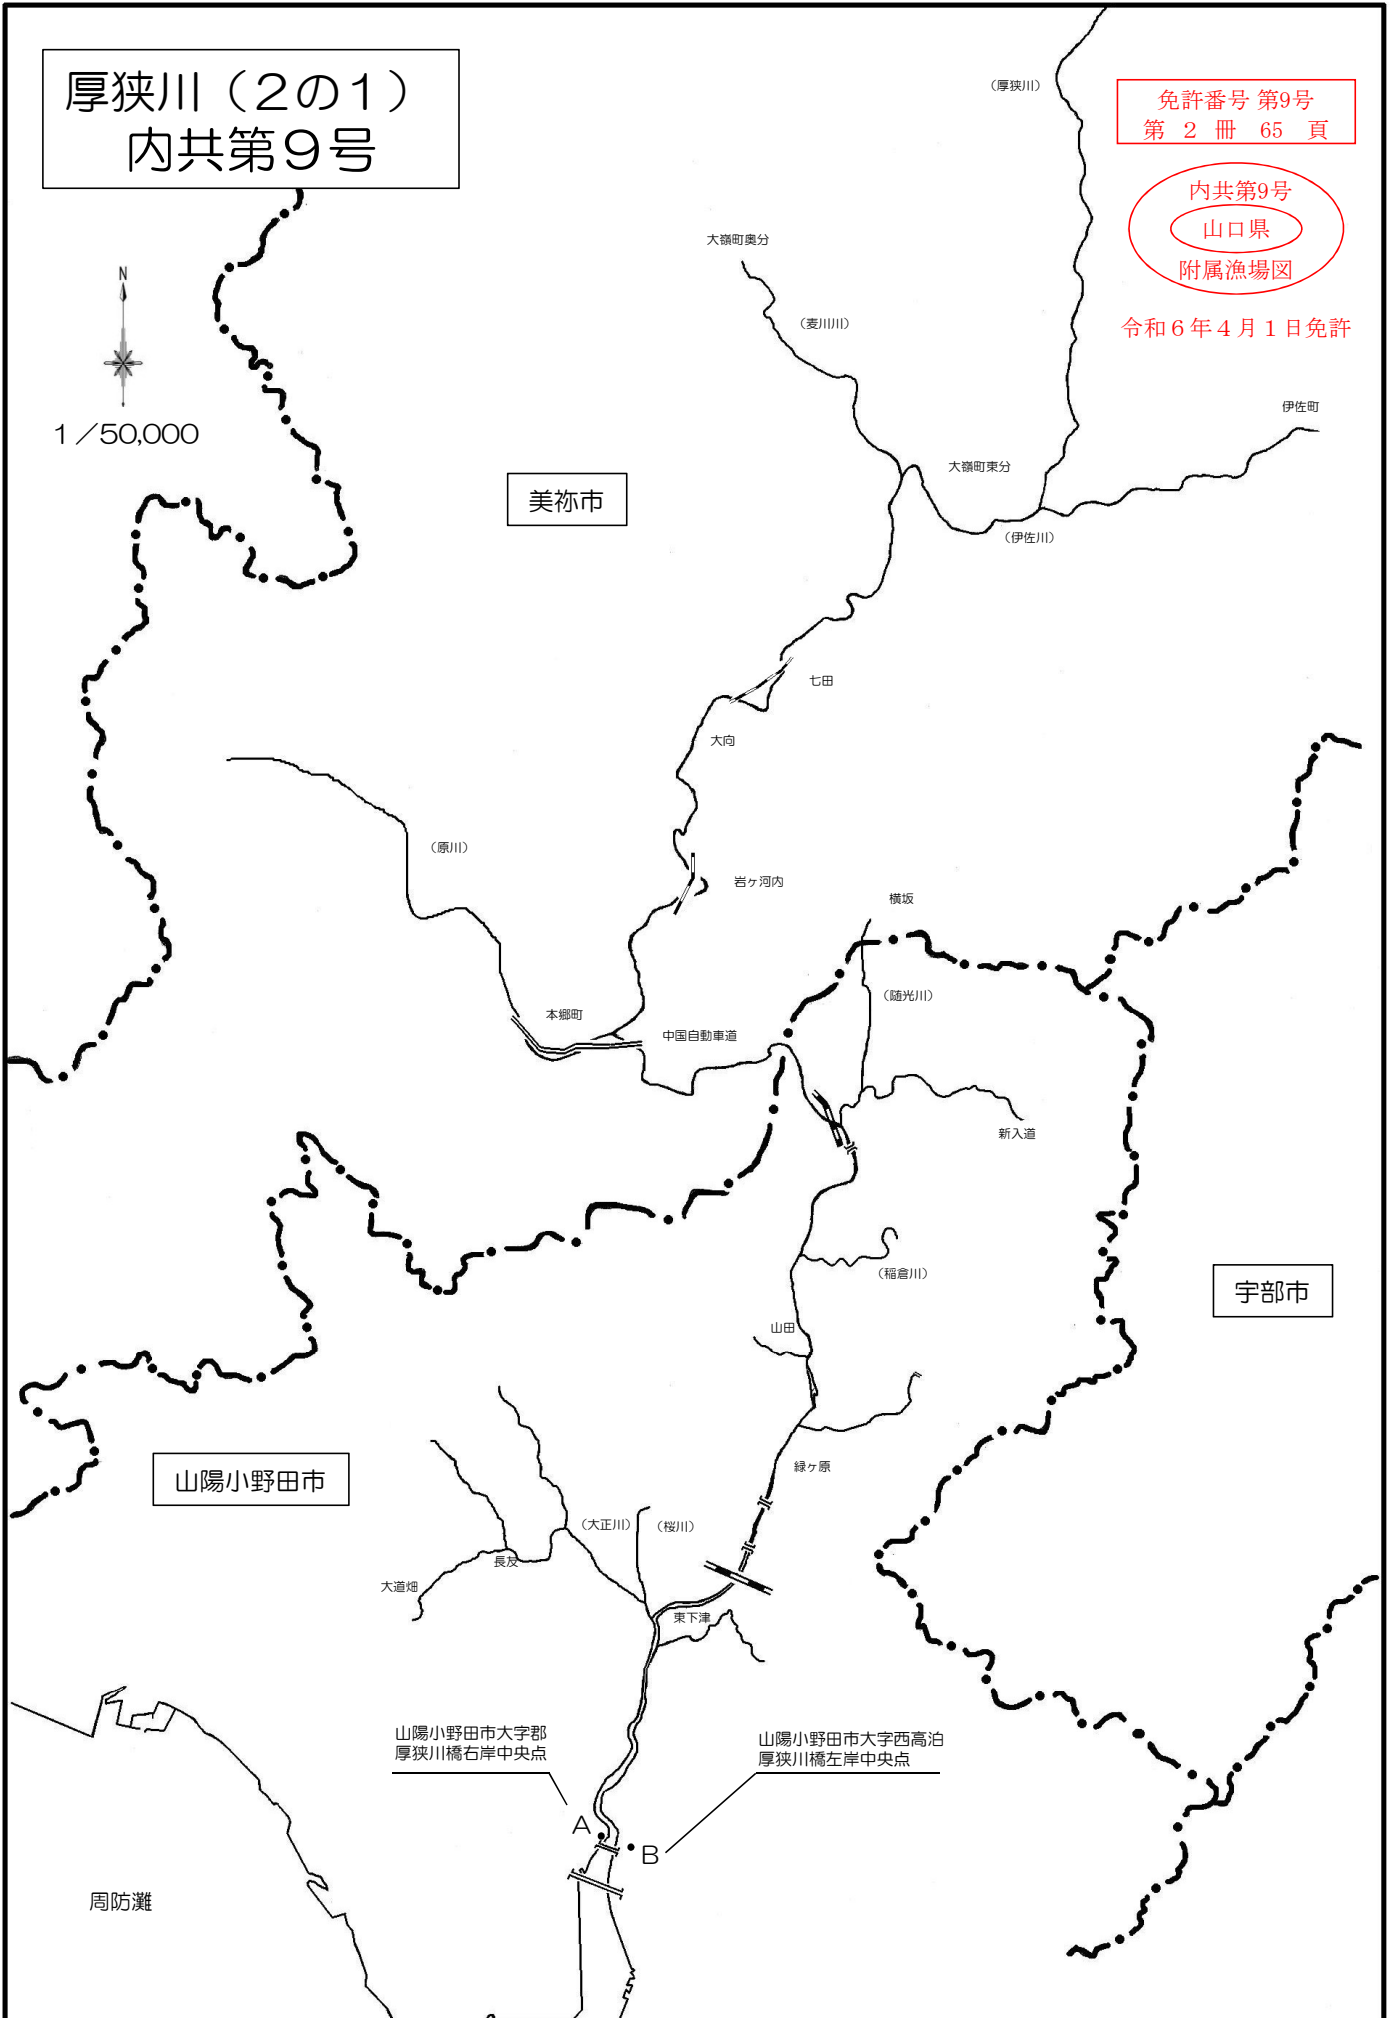 厚狭川（2の1）
内共第9号
（厚狭川）
免許番号 第9号
第 2 冊 65 頁
内共第9号
山口県
附属漁場図
令和6年4月1日免許
N
1／50,000
大嶺町奥分
（麦川川）
伊佐町
大嶺町東分
（伊佐川）
美祢市
七田
大向
（原川）
岩ヶ河内
横坂
（随光川）
本郷町
中国自動車道
新入道
（稲倉川）
宇部市
山田
緑ヶ原
山陽小野田市
（大正川）
（桜川）
長友
大道畑
東下津
山陽小野田市大字郡
厚狭川橋右岸中央点
山陽小野田市大字西高泊
厚狭川橋左岸中央点
A
B
周防灘